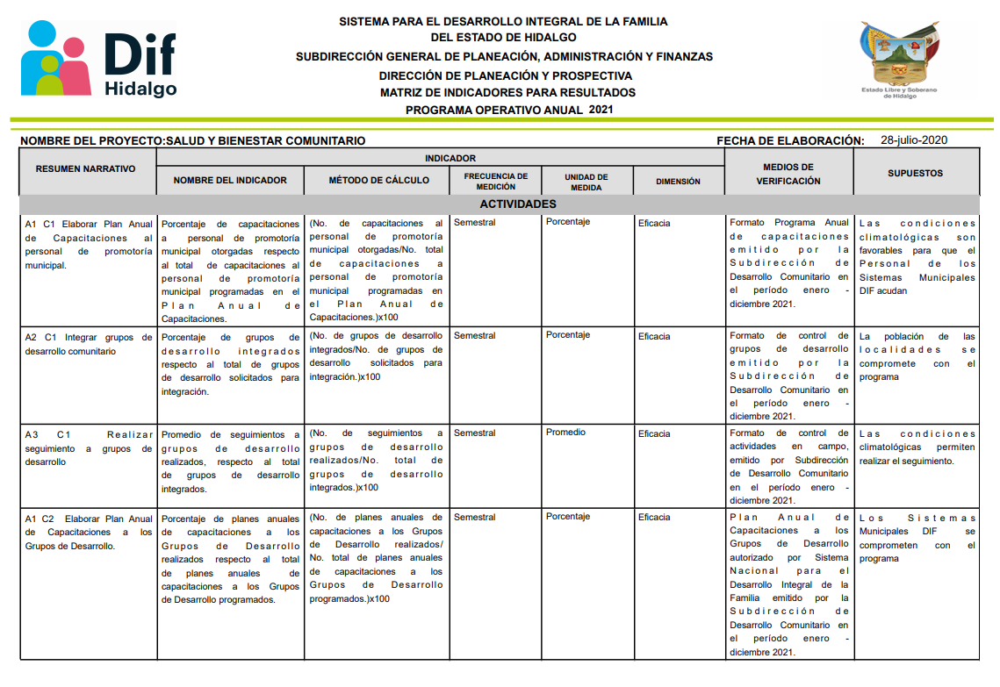 Dif
Hidalgo
SISTEMA PARA EL DESARROLLO INTEGRAL DE LA FAMILIA
DEL ESTADO DE HIDALGO
SUBDIRECCIÓN GENERAL DE PLANEACIÓN, ADMINISTRACIÓN Y FINANZAS
DIRECCIÓN DE PLANEACIÓN Y PROSPECTIVA
MATRIZ DE INDICADORES PARA RESULTADOS
PROGRAMA OPERATIVO ANUAL 2021
Estado Libre y Soberano
de Hidalgo
NOMBRE DEL PROYECTO:SALUD Y BIENESTAR COMUNITARIO
FECHA DE ELABORACIÓN: 28-julio-2020
RESUMEN NARRATIVO
INDICADOR
NOMBRE DEL INDICADOR
MÉTODO DE CÁLCULO
FRECUENCIA DE
MEDICIÓN
UNIDAD DE
MEDIDA
DIMENSIÓN
MEDIOS DE
VERIFICACIÓN
SUPUESTOS
ACTIVIDADES
A1 C1 Elaborar Plan Anual
de Capacitaciones al
personal de promotoría
municipal.
Porcentaje de capacitaciones
a personal de promotoría
municipal otorgadas respecto
al total de capacitaciones al
personal de promotoría
municipal programadas en el
Plan Anual de
Capacitaciones.
(No. de capacitaciones al
personal de promotoría
municipal otorgadas/No. total
de capacitaciones a
personal de promotoría
municipal programadas en
el Plan Anual de
Capacitaciones.)x100
Semestral
Porcentaje
Eficacia
Formato Programa Anual
de capacitaciones
emitido por la
Subdirección de
Desarrollo Comunitario en
el período enero -
diciembre 2021.
Las condiciones
climatológicas son
favorables para que el
Personal de los
Sistemas Municipales
DIF acudan
A2 C1 Integrar grupos de
desarrollo comunitario
Porcentaje de grupos de
desarrollo integrados
respecto al total de grupos
de desarrollo solicitados para
integración.
(No. de grupos de desarrollo
integrados/No. de grupos de
desarrollo solicitados para
integración.)x100
Semestral
Porcentaje
Eficacia
Formato de control de
grupos de desarrollo
emitido por la
Subdirección de
Desarrollo Comunitario en
el período enero -
diciembre 2021.
La población de las
localidades se
compromete con el
programa
A3 C1 Realizar
seguimiento a grupos de
desarrollo
Promedio de seguimientos a
grupos de desarrollo
realizados, respecto al total
de grupos de desarrollo
integrados.
(No. de seguimientos a
grupos de desarrollo
realizados/No. total de
grupos de desarrollo
integrados.)x100
Semestral
Promedio
Eficacia
Formato de control de
actividades en campo,
emitido por Subdirección
de Desarrollo Comunitario
en el período enero -
diciembre 2021.
Las condiciones
climatológicas permiten
realizar el seguimiento.
A1 C2 Elaborar Plan Anual
de Capacitaciones a los
Grupos de Desarrollo.
Porcentaje de planes anuales
de capacitaciones a los
Grupos de Desarrollo
realizados respecto al total
de planes anuales de
capacitaciones a los Grupos
de Desarrollo programados.
(No. de planes anuales de
capacitaciones a los Grupos
de Desarrollo realizados/
No. total de planes anuales
de capacitaciones a los
Grupos de Desarrollo
programados.)x100
Semestral
Porcentaje
Eficacia
Plan Anual de
Capacitaciones a los
Grupos de Desarrollo
autorizado por Sistema
Nacional para el
Desarrollo Integral de la
Familia emitido por la
Subdirección de
Desarrollo Comunitario en
el período enero -
diciembre 2021.
Los Sistemas
Municipales DIF se
comprometen con el
programa